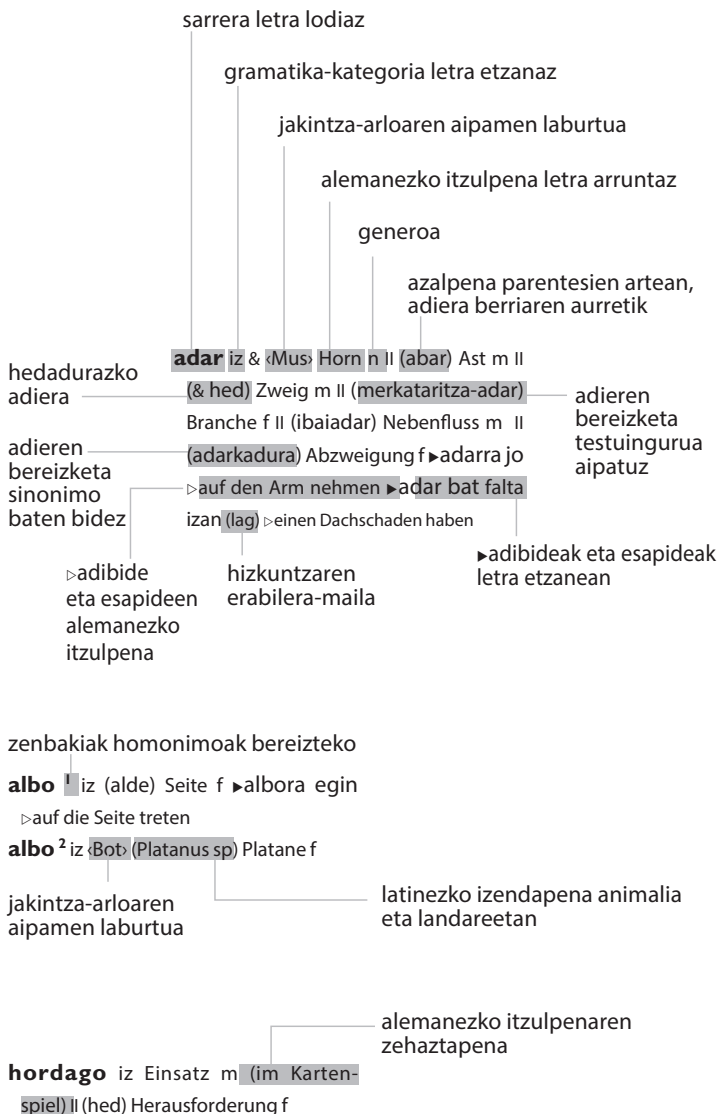 sarrera letra lodiaz
gramatika-kategoria letra etzanaz
jakintza-arloaren aipamen laburtua
alemanezko itzulpena letra arruntaz
generoa
azalpena parentesien artean,
adiera berriaren aurretik
adar iz & ‹Mus› Horn n II (abar) Ast m II
(& hed) Zweig m II (merkataritza-adar)
Branche f II (ibaiadar) Nebenfluss m II
(adarkadura) Abzweigung f ▶adarra jo
▷auf den Arm nehmen ▶adar bat falta
izan (lag) ▷einen Dachschaden haben
hedadurazko
adiera
adieren
bereizketa
testuingurua
aipatuz
adieren
bereizketa
sinonimo
baten bidez
▷adibide
eta esapideen
alemanezko
itzulpena
hizkuntzaren
erabilera-maila
▶adibideak eta esapideak
letra etzanean
zenbakiak homonimoak bereizteko
albo ¹ iz (alde) Seite f ▶albora egin
▷auf die Seite treten
albo ² iz ‹Bot› (Platanus sp) Platane f
jakintza-arloaren
aipamen laburtua
latinezko izendapena animalia
eta landareetan
alemanezko itzulpenaren
zehaztapena
hordago iz Einsatz m (im Karten-
spiel) II (hed) Herausforderung f